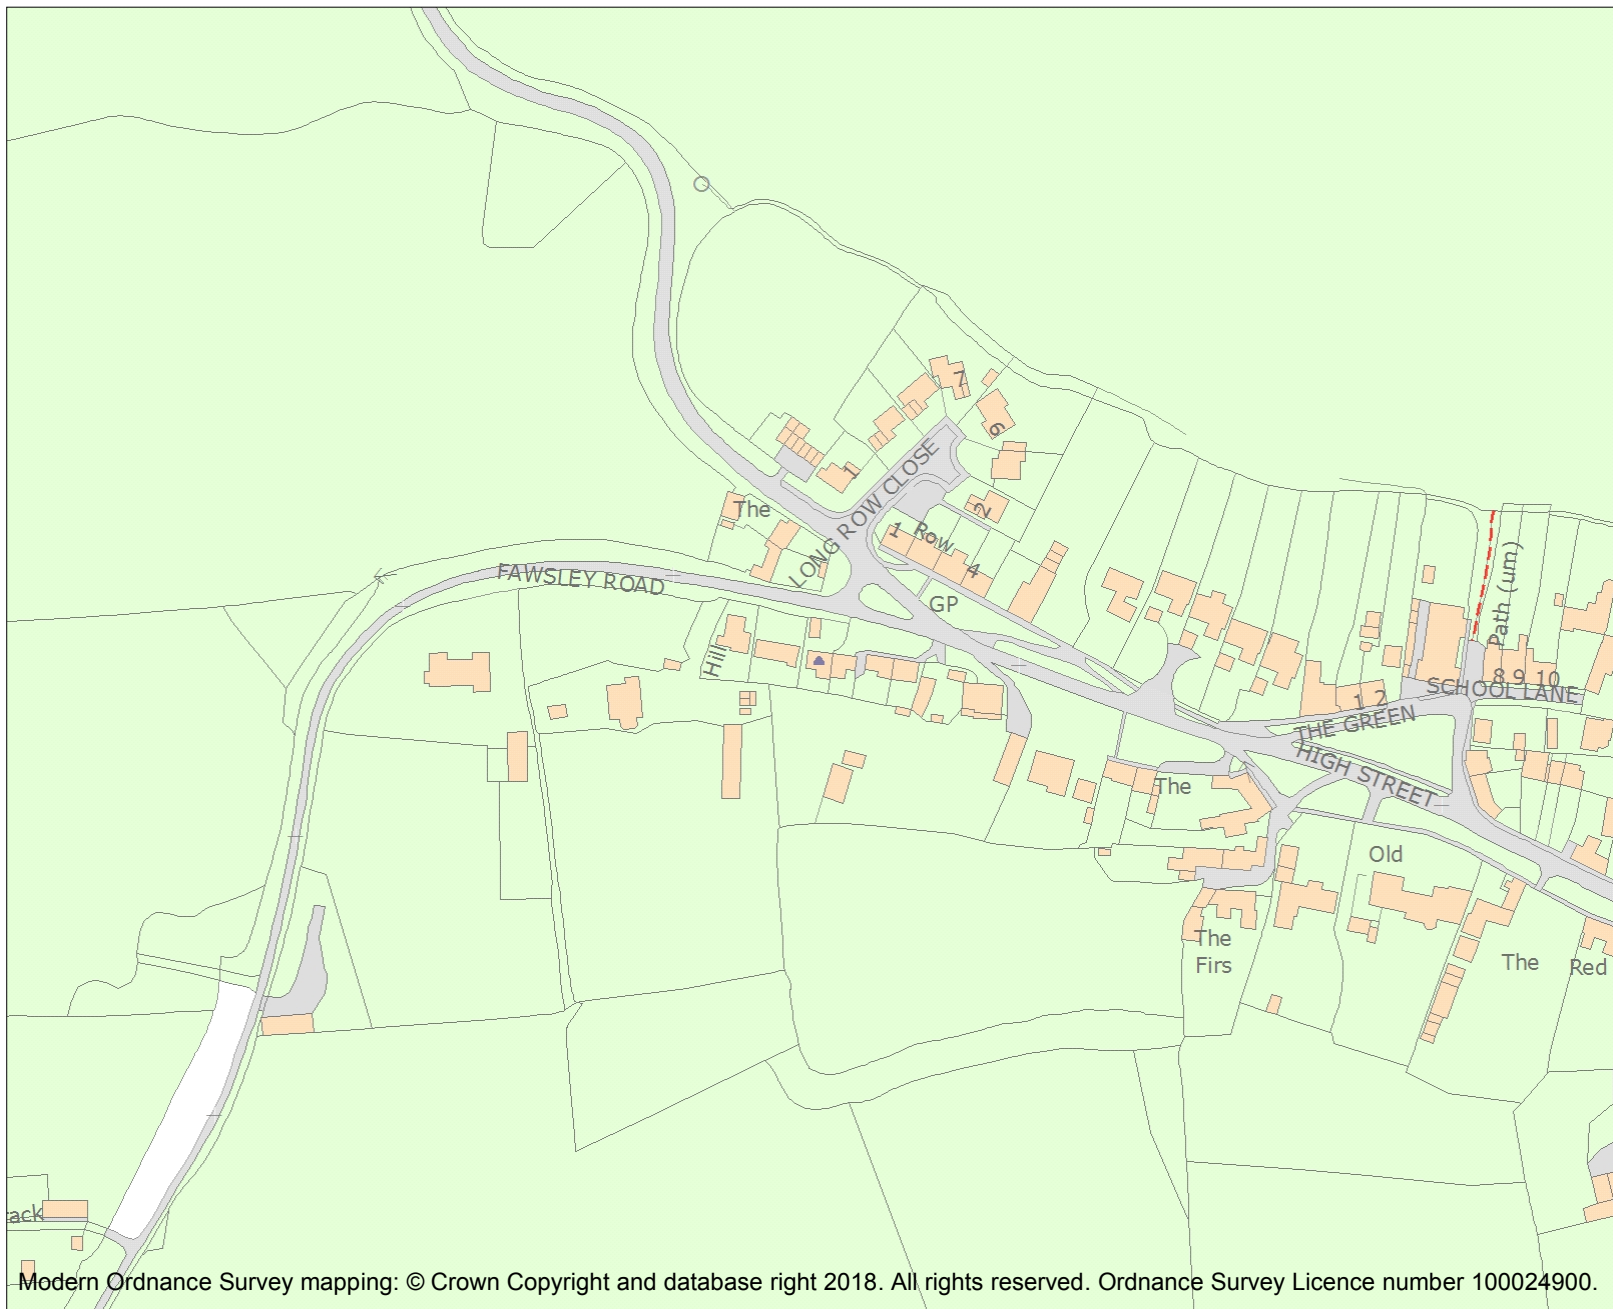 7
6
1
LONG ROW CLOSE
2
The
1 Row 4
FAWSLEY ROAD
GP
Path (um)
Hill
8 9 10
SCHOOL LANE
1 2
THE GREEN
HIGH STREET
The
Old
The
Firs
The
Red
ack
Modern Ordnance Survey mapping: © Crown Copyright and database right 2018. All rights reserved. Ordnance Survey Licence number 100024900.